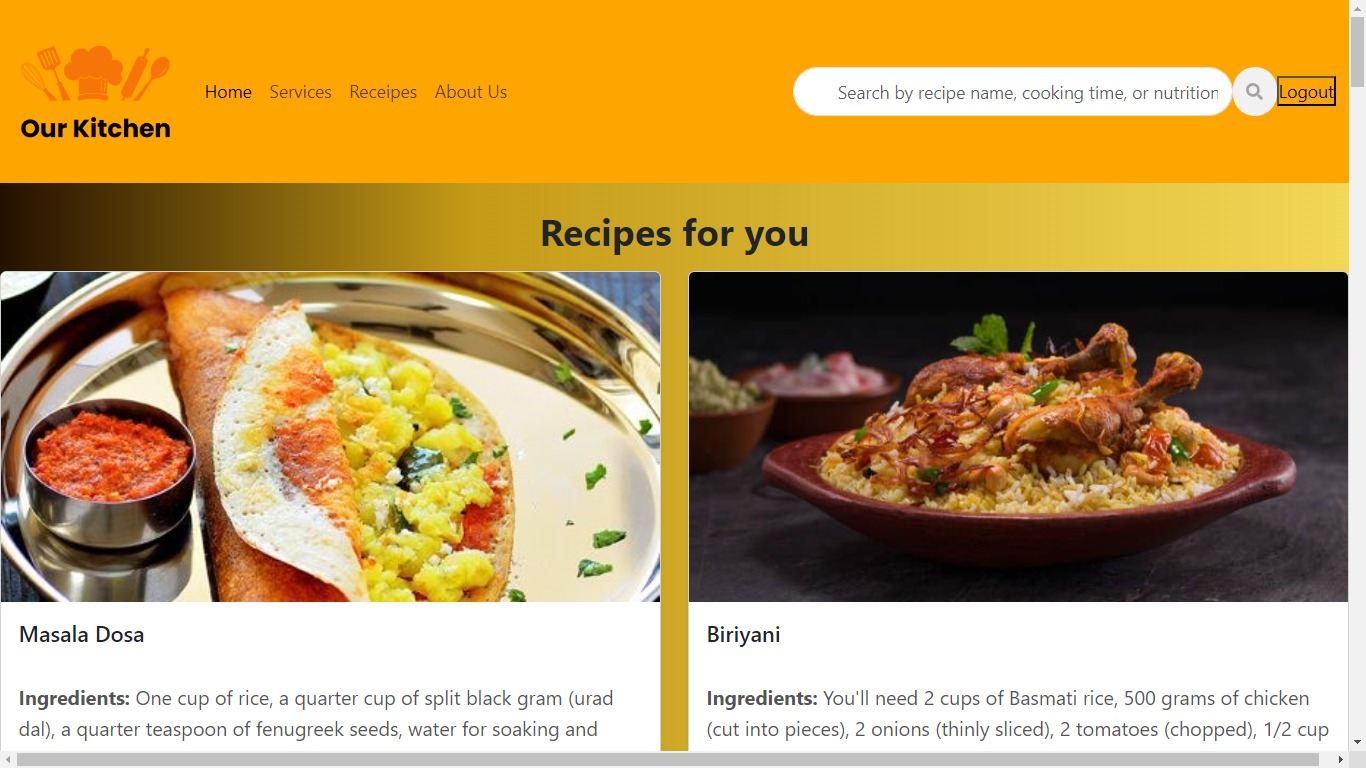 Our Kitchen
Home Services Receipes About Us
Search by recipe name, cooking time, or nutrition
Logout
Recipes for you
Masala Dosa
Ingredients: One cup of rice, a quarter cup of split black gram (urad
dal), a quarter teaspoon of fenugreek seeds, water for soaking and
Biriyani
Ingredients: You'll need 2 cups of Basmati rice, 500 grams of chicken
(cut into pieces), 2 onions (thinly sliced), 2 tomatoes (chopped), 1/2 cup